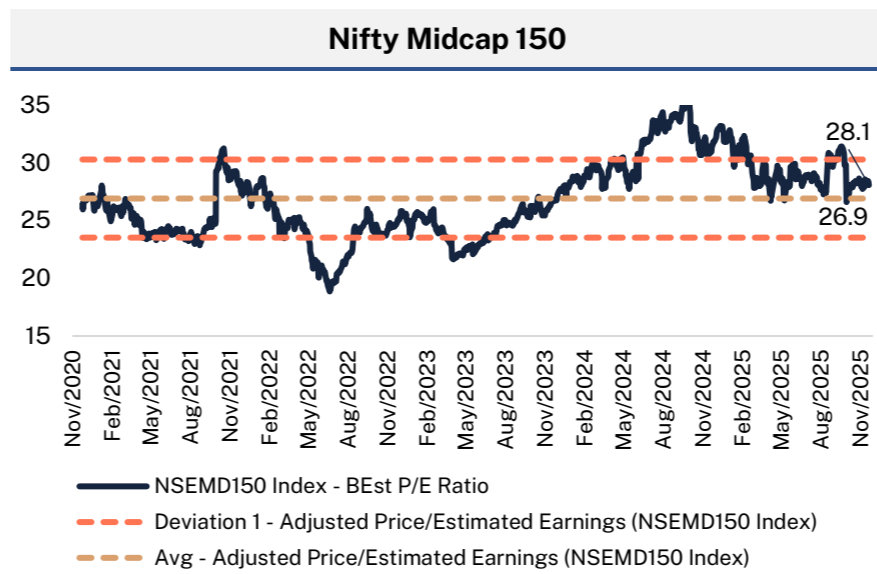 Nifty Midcap 150
35
30
25
20
15
28.1
26.9
Nov/2020
Feb/2021
May/2021
Aug/2021
Nov/2021
Feb/2022
May/2022
Aug/2022
Nov/2022
Feb/2023
May/2023
Aug/2023
Nov/2023
Feb/2024
May/2024
Aug/2024
Nov/2024
Feb/2025
May/2025
Aug/2025
Nov/2025
NSEMD150 Index - BEst P/E Ratio
Deviation 1 - Adjusted Price/Estimated Earnings (NSEMD150 Index)
Avg - Adjusted Price/Estimated Earnings (NSEMD150 Index)